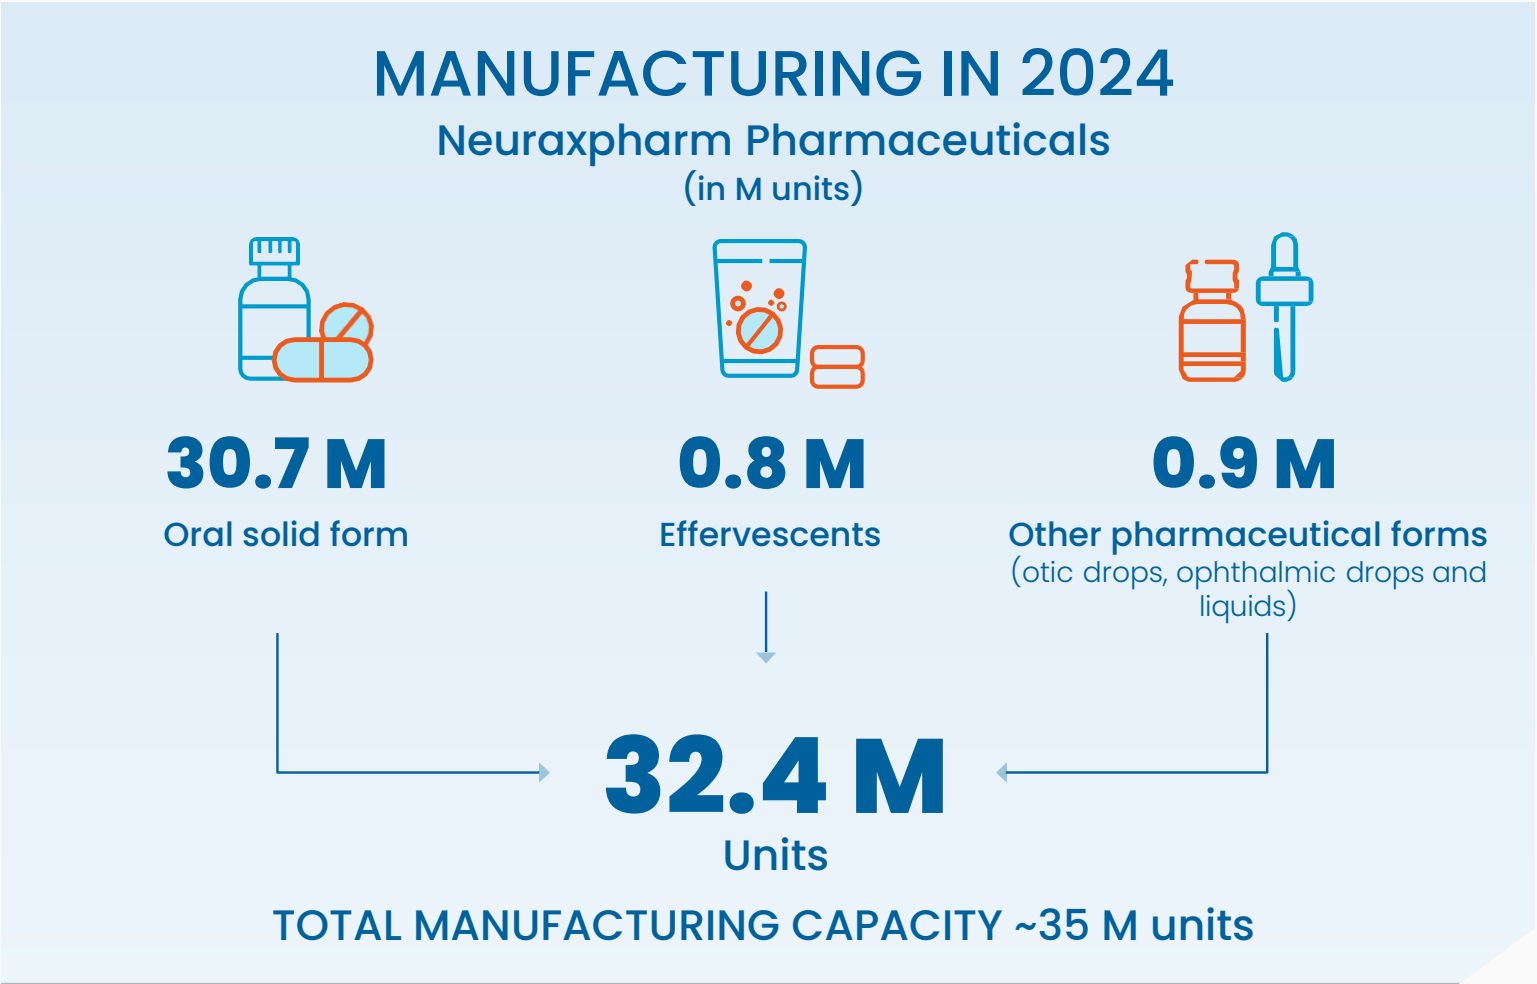 MANUFACTURING IN 2024
Neuraxpharm Pharmaceuticals
(in M units)
30.7 M
Oral solid form
0.8 M
Effervescents
0.9 M
Other pharmaceutical forms
(otic drops, ophthalmic drops and
liquids)
32.4 M
Units
TOTAL MANUFACTURING CAPACITY ~35 M units